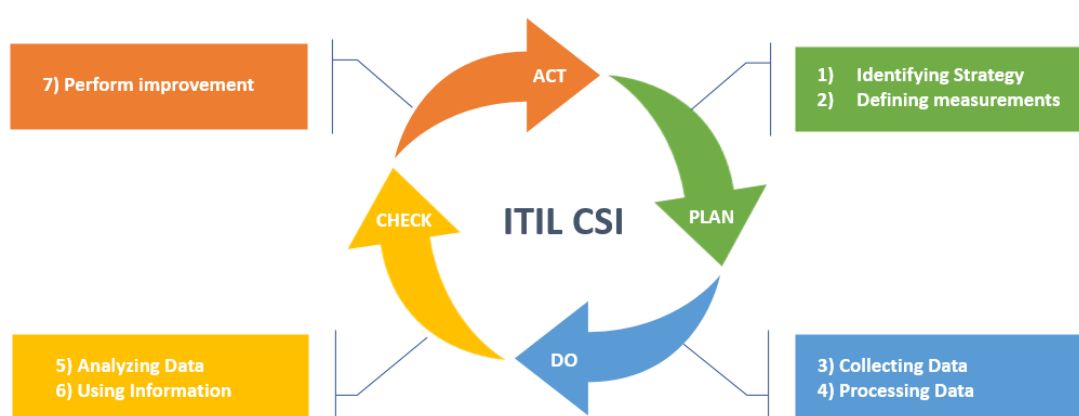 7) Perform improvement
ACT
1) Identifying Strategy
2) Defining measurements
CHECK
ITIL CSI
PLAN
5) Analyzing Data
6) Using Information
DO
3) Collecting Data
4) Processing Data